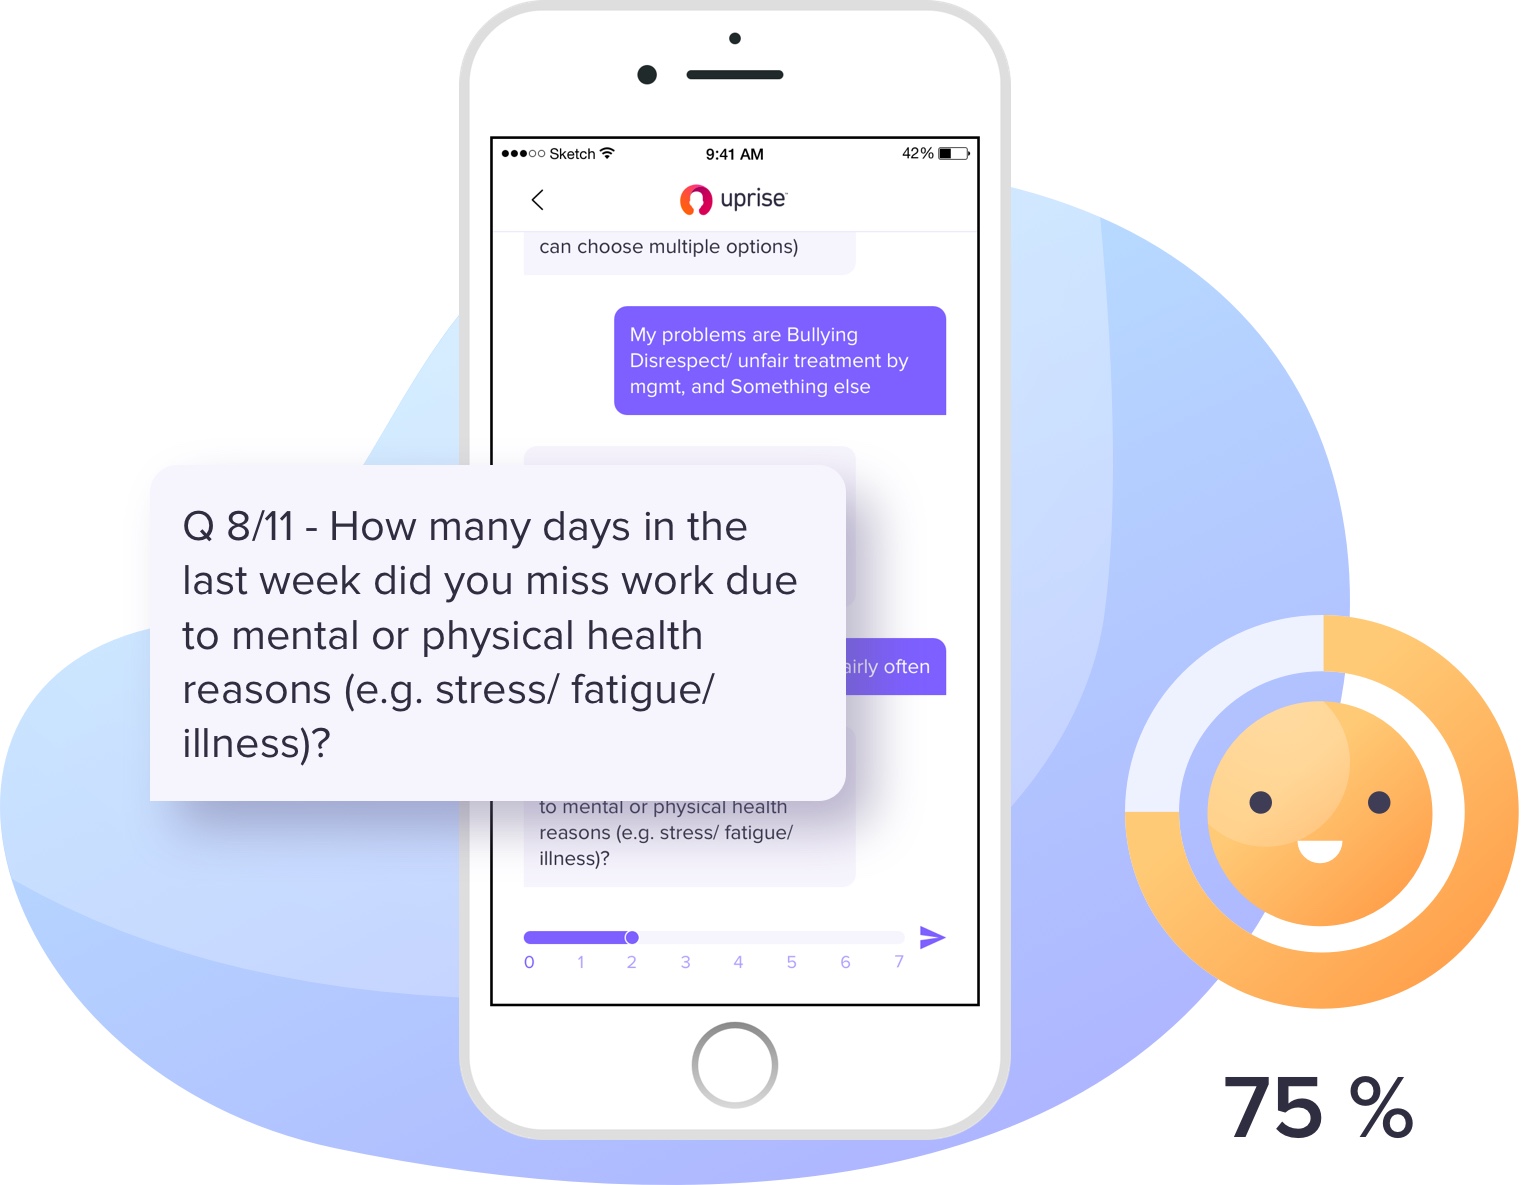 Sketch 9:41 AM 42%
uprise
can choose multiple options)
My problems are Bullying
Disrespect/ unfair treatment by
mgmt, and Something else
Q 8/11 - How many days in the
last week did you miss work due
to mental or physical health
reasons (e.g. stress/ fatigue/
illness)?
often
to mental or physical health
reasons (e.g. stress/ fatigue/
illness)?
0 1 2 3 4 5 6 7
75 %